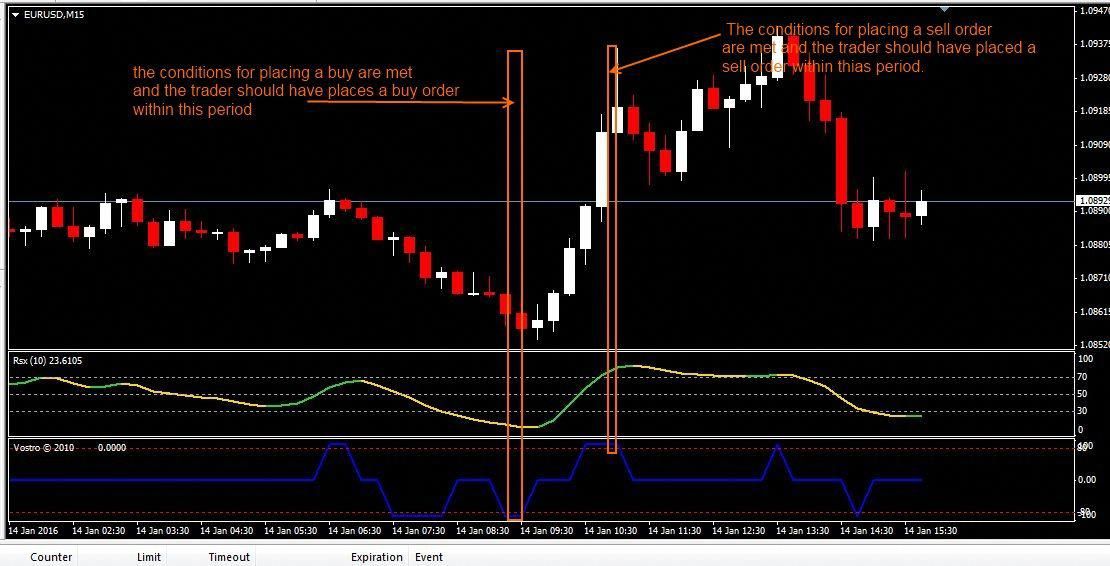 EURUSD,M15
the conditions for placing a buy are met
and the trader should have places a buy order
within this period
The conditions for placing a sell order
are met and the trader should have placed a
sell order within thias period.
1.09470
1.09375
1.09280
1.09185
1.09090
1.08995
1.08929
1.08900
1.08805
1.08710
1.08615
1.08520
Rsx (10) 23.6105
100
70
50
30
0
Vostro © 2010 0.0000
80
0.00
-100
14 Jan 2016 14 Jan 02:30 14 Jan 03:30 14 Jan 04:30 14 Jan 05:30 14 Jan 06:30 14 Jan 07:30 14 Jan 08:30 14 Jan 09:30 14 Jan 10:30 14 Jan 11:30 14 Jan 12:30 14 Jan 13:30 14 Jan 14:30 14 Jan 15:30
Counter Limit Timeout Expiration Event